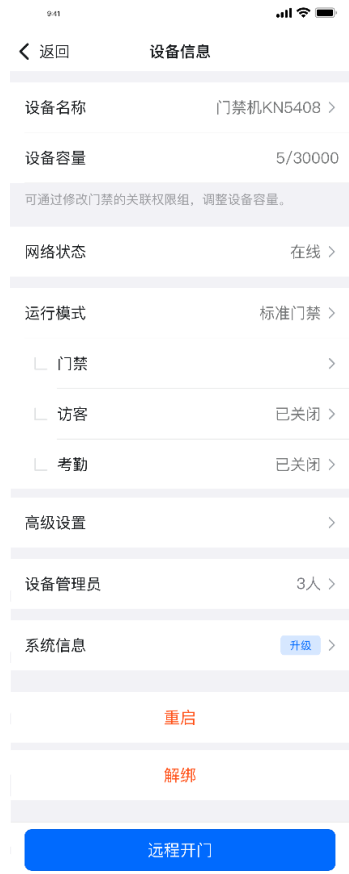 9:41
返回
设备信息
设备名称 门禁机KN5408
设备容量 5/30000
可通过修改门禁的关联权限组，调整设备容量。
网络状态 在线
运行模式 标准门禁
门禁
访客 已关闭
考勤 已关闭
高级设置
设备管理员 3人
系统信息 升级
重启
解绑
远程开门